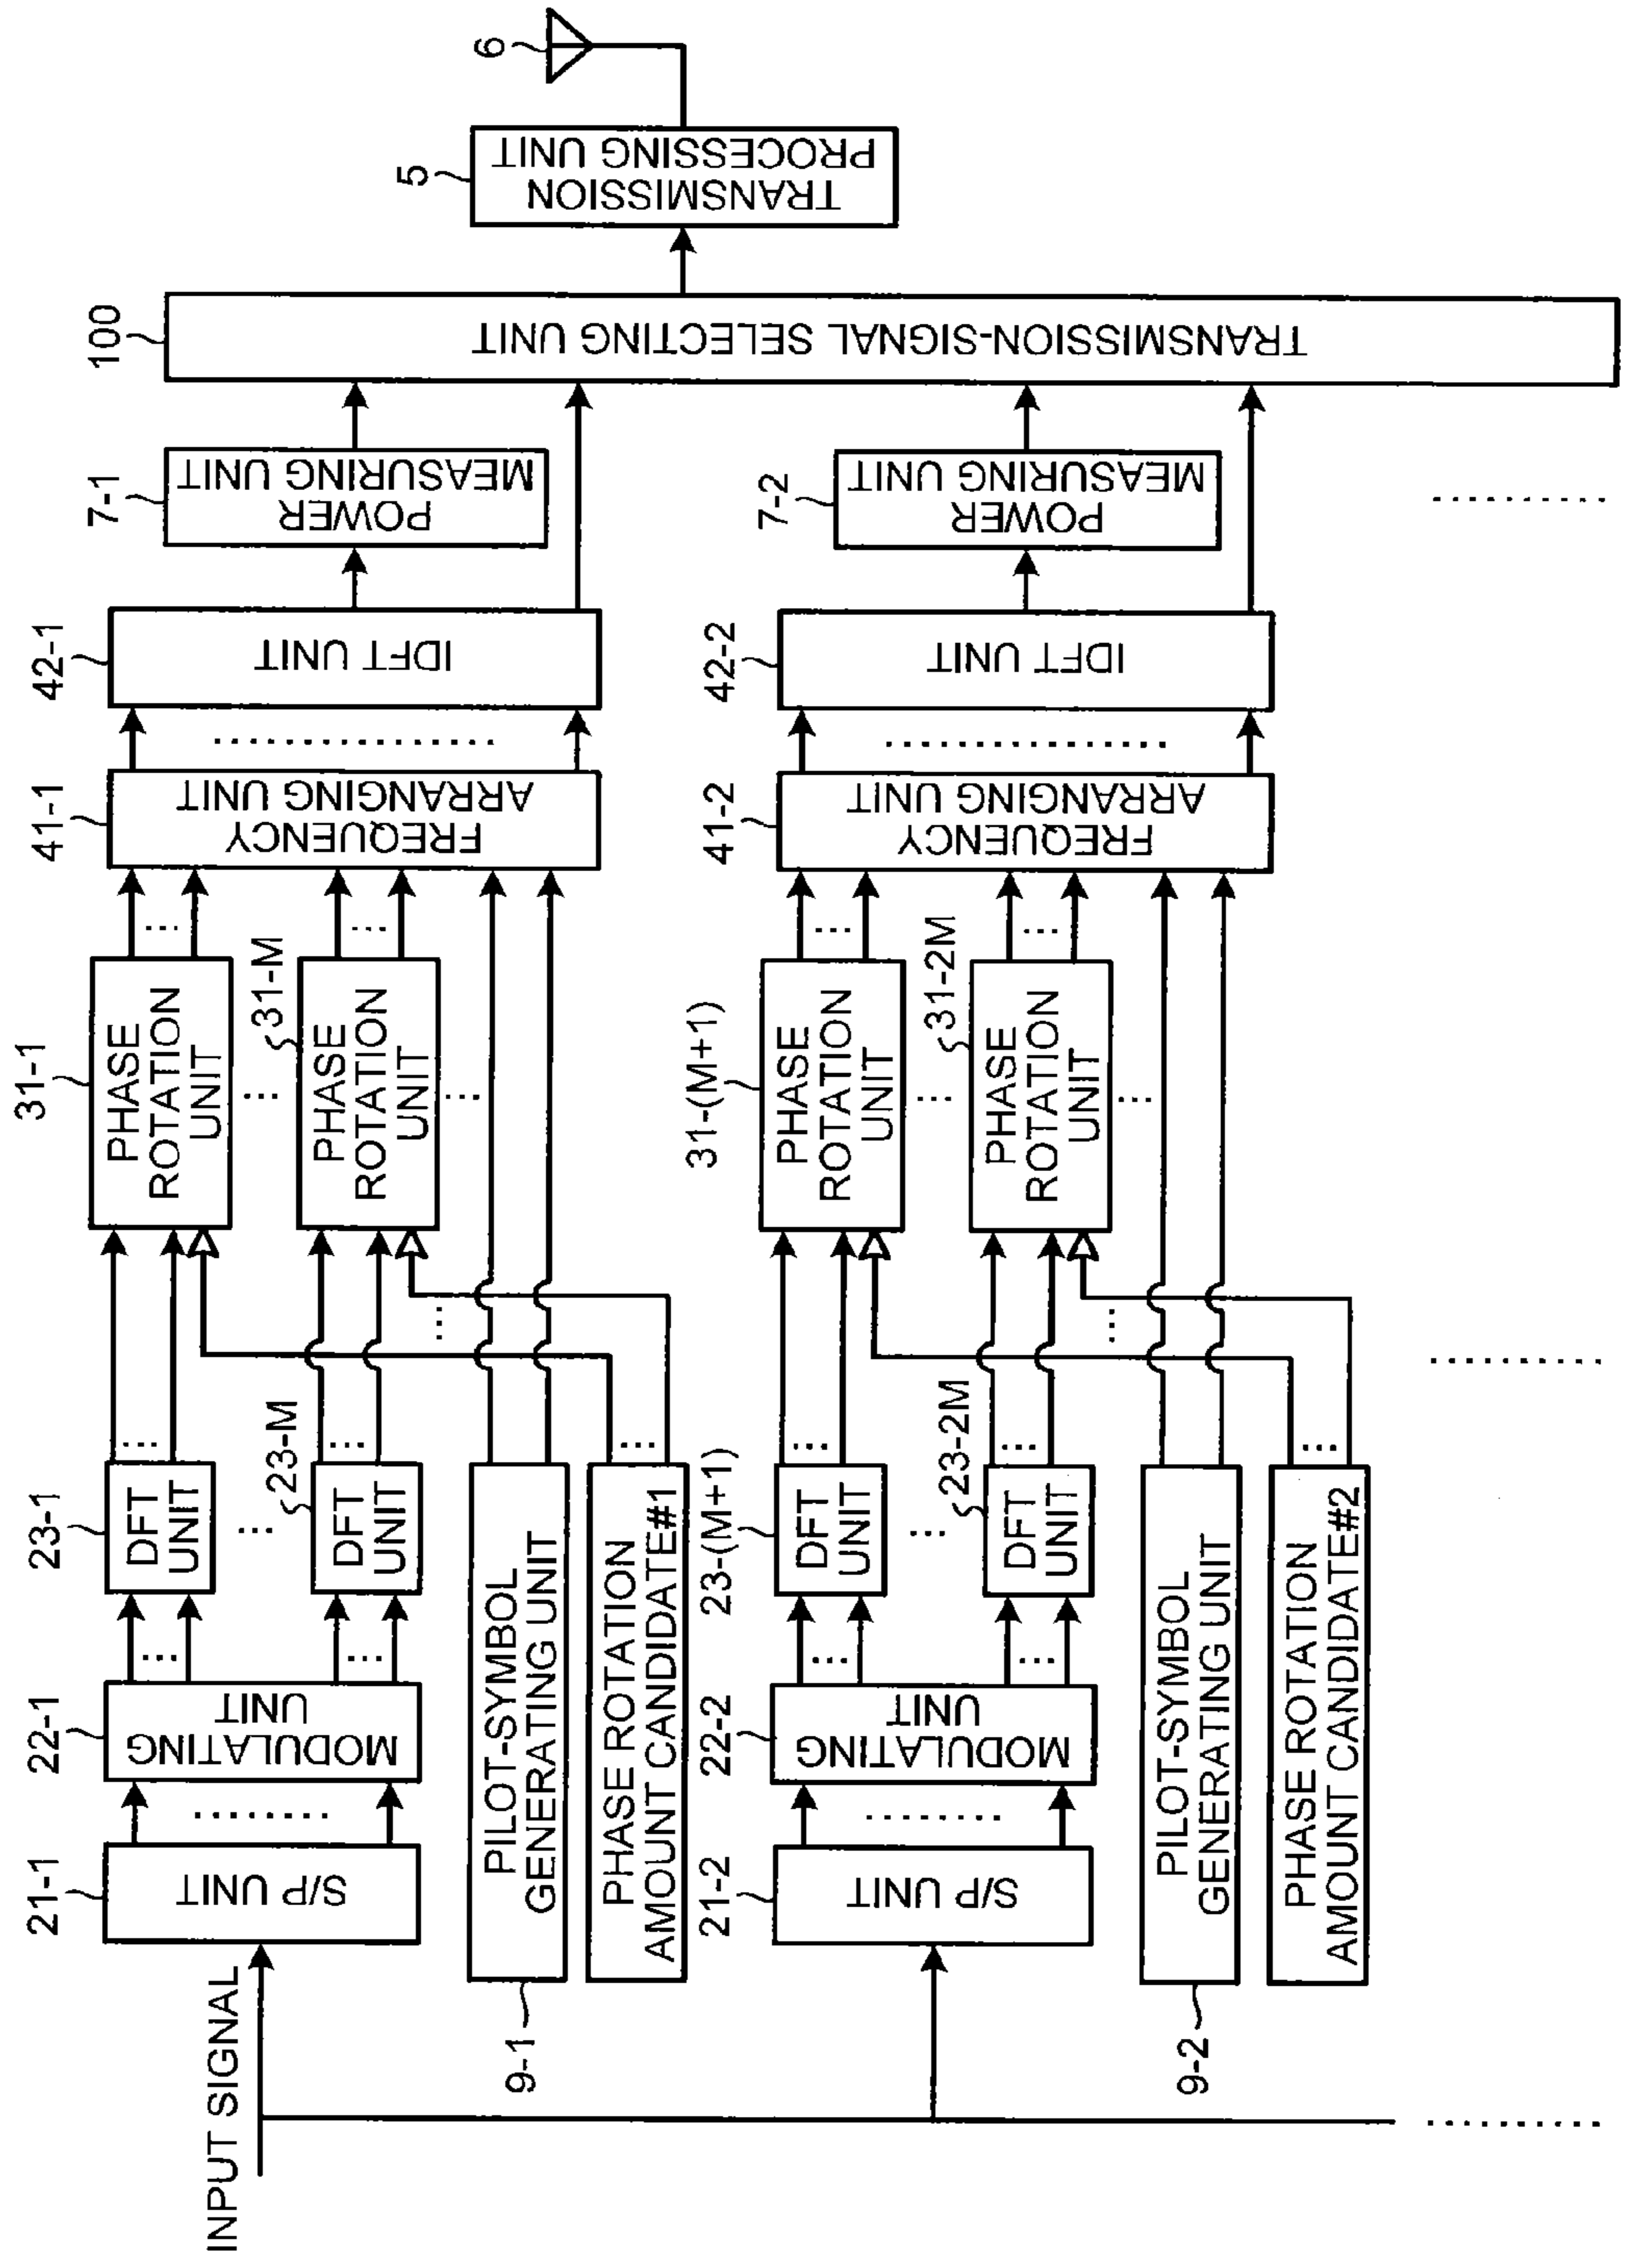 INPUT SIGNAL
21-1
S/P UNIT
22-1
MODULATING
UNIT
23-1
DFT
UNIT
...
23-M
DFT
UNIT
31-1
PHASE
ROTATION
UNIT
...
31-M
PHASE
ROTATION
UNIT
...
41-1
FREQUENCY
ARRANGING UNIT
42-1
IDFT UNIT
7-1
POWER
MEASURING UNIT
100
TRANSMISSION-SIGNAL SELECTING UNIT
5
TRANSMISSION
PROCESSING UNIT
6
9-1
PILOT-SYMBOL
GENERATING UNIT
PHASE ROTATION
AMOUNT CANDIDATE#1
21-2
S/P UNIT
22-2
MODULATING
UNIT
23-(M+1)
DFT
UNIT
...
23-2M
DFT
UNIT
31-(M+1)
PHASE
ROTATION
UNIT
...
31-2M
PHASE
ROTATION
UNIT
...
41-2
FREQUENCY
ARRANGING UNIT
42-2
IDFT UNIT
7-2
POWER
MEASURING UNIT
9-2
PILOT-SYMBOL
GENERATING UNIT
PHASE ROTATION
AMOUNT CANDIDATE#2